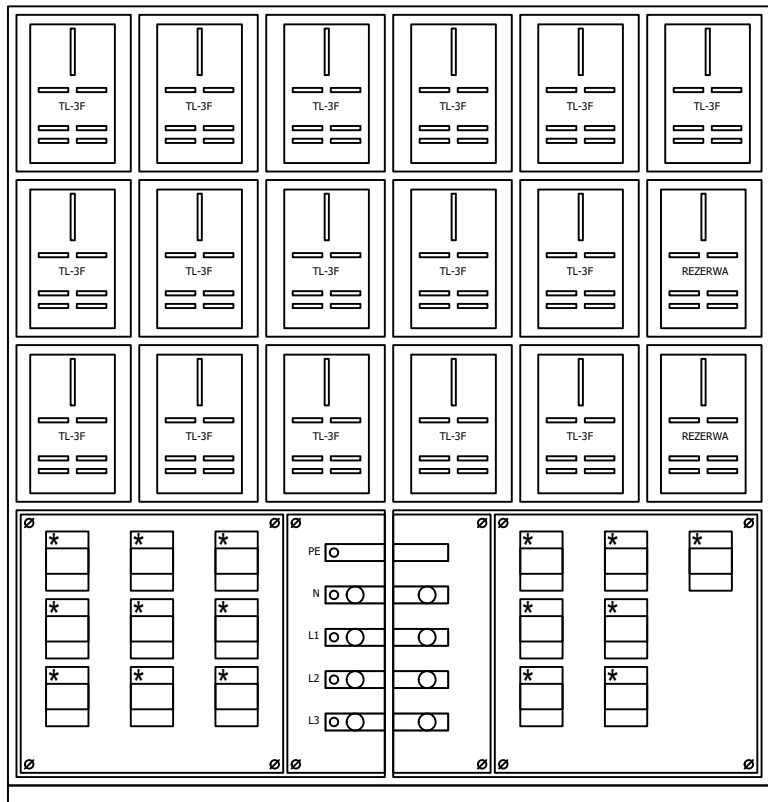 TL-3F TL-3F TL-3F TL-3F TL-3F TL-3F
TL-3F TL-3F TL-3F TL-3F TL-3F REZERWA
TL-3F TL-3F TL-3F TL-3F TL-3F REZERWA
* * * * * *
PE
N
* * * * *
L1
* * * * *
L2
L3